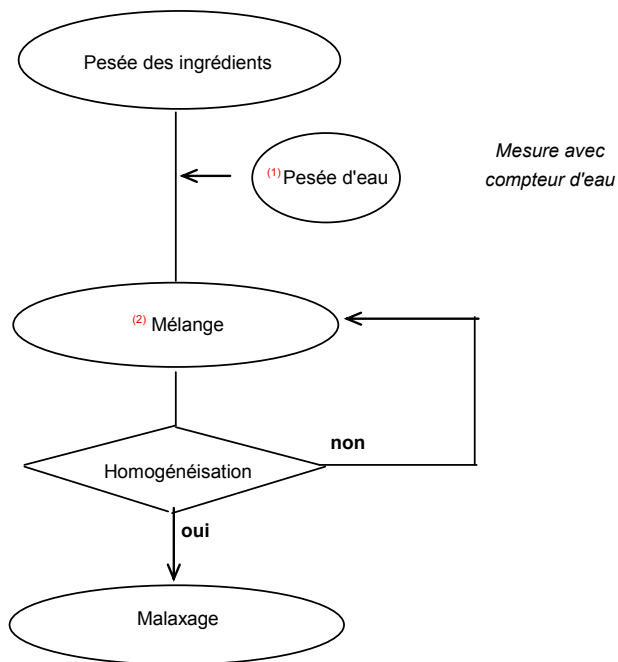 Pesée des ingrédients
(1) Pesée d'eau
Mesure avec
compteur d'eau
(2) Mélange
non
Homogénéisation
oui
Malaxage